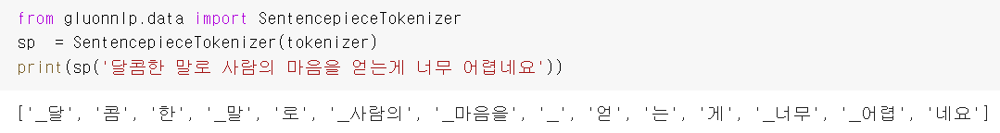 from gluonnlp.data import SentencepieceTokenizer
sp  = SentencepieceTokenizer(tokenizer)
print(sp('달콤한 말로 사람의 마음을 얻는게 너무 어렵네요'))
['_달', '콤', '한', '_말', '로', '_사람의', '_마음을', '_', '얻', '는', '게', '_너무', '_어렵', '네요']